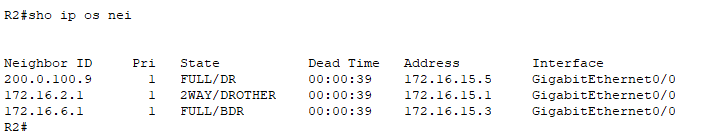 R2#sho ip os nei
Neighbor ID     Pri   State           Dead Time   Address         Interface
200.0.100.9       1   FULL/DR         00:00:39    172.16.15.5     GigabitEthernet0/0
172.16.2.1        1   2WAY/DROTHER    00:00:39    172.16.15.1     GigabitEthernet0/0
172.16.6.1        1   FULL/BDR        00:00:39    172.16.15.3     GigabitEthernet0/0
R2#